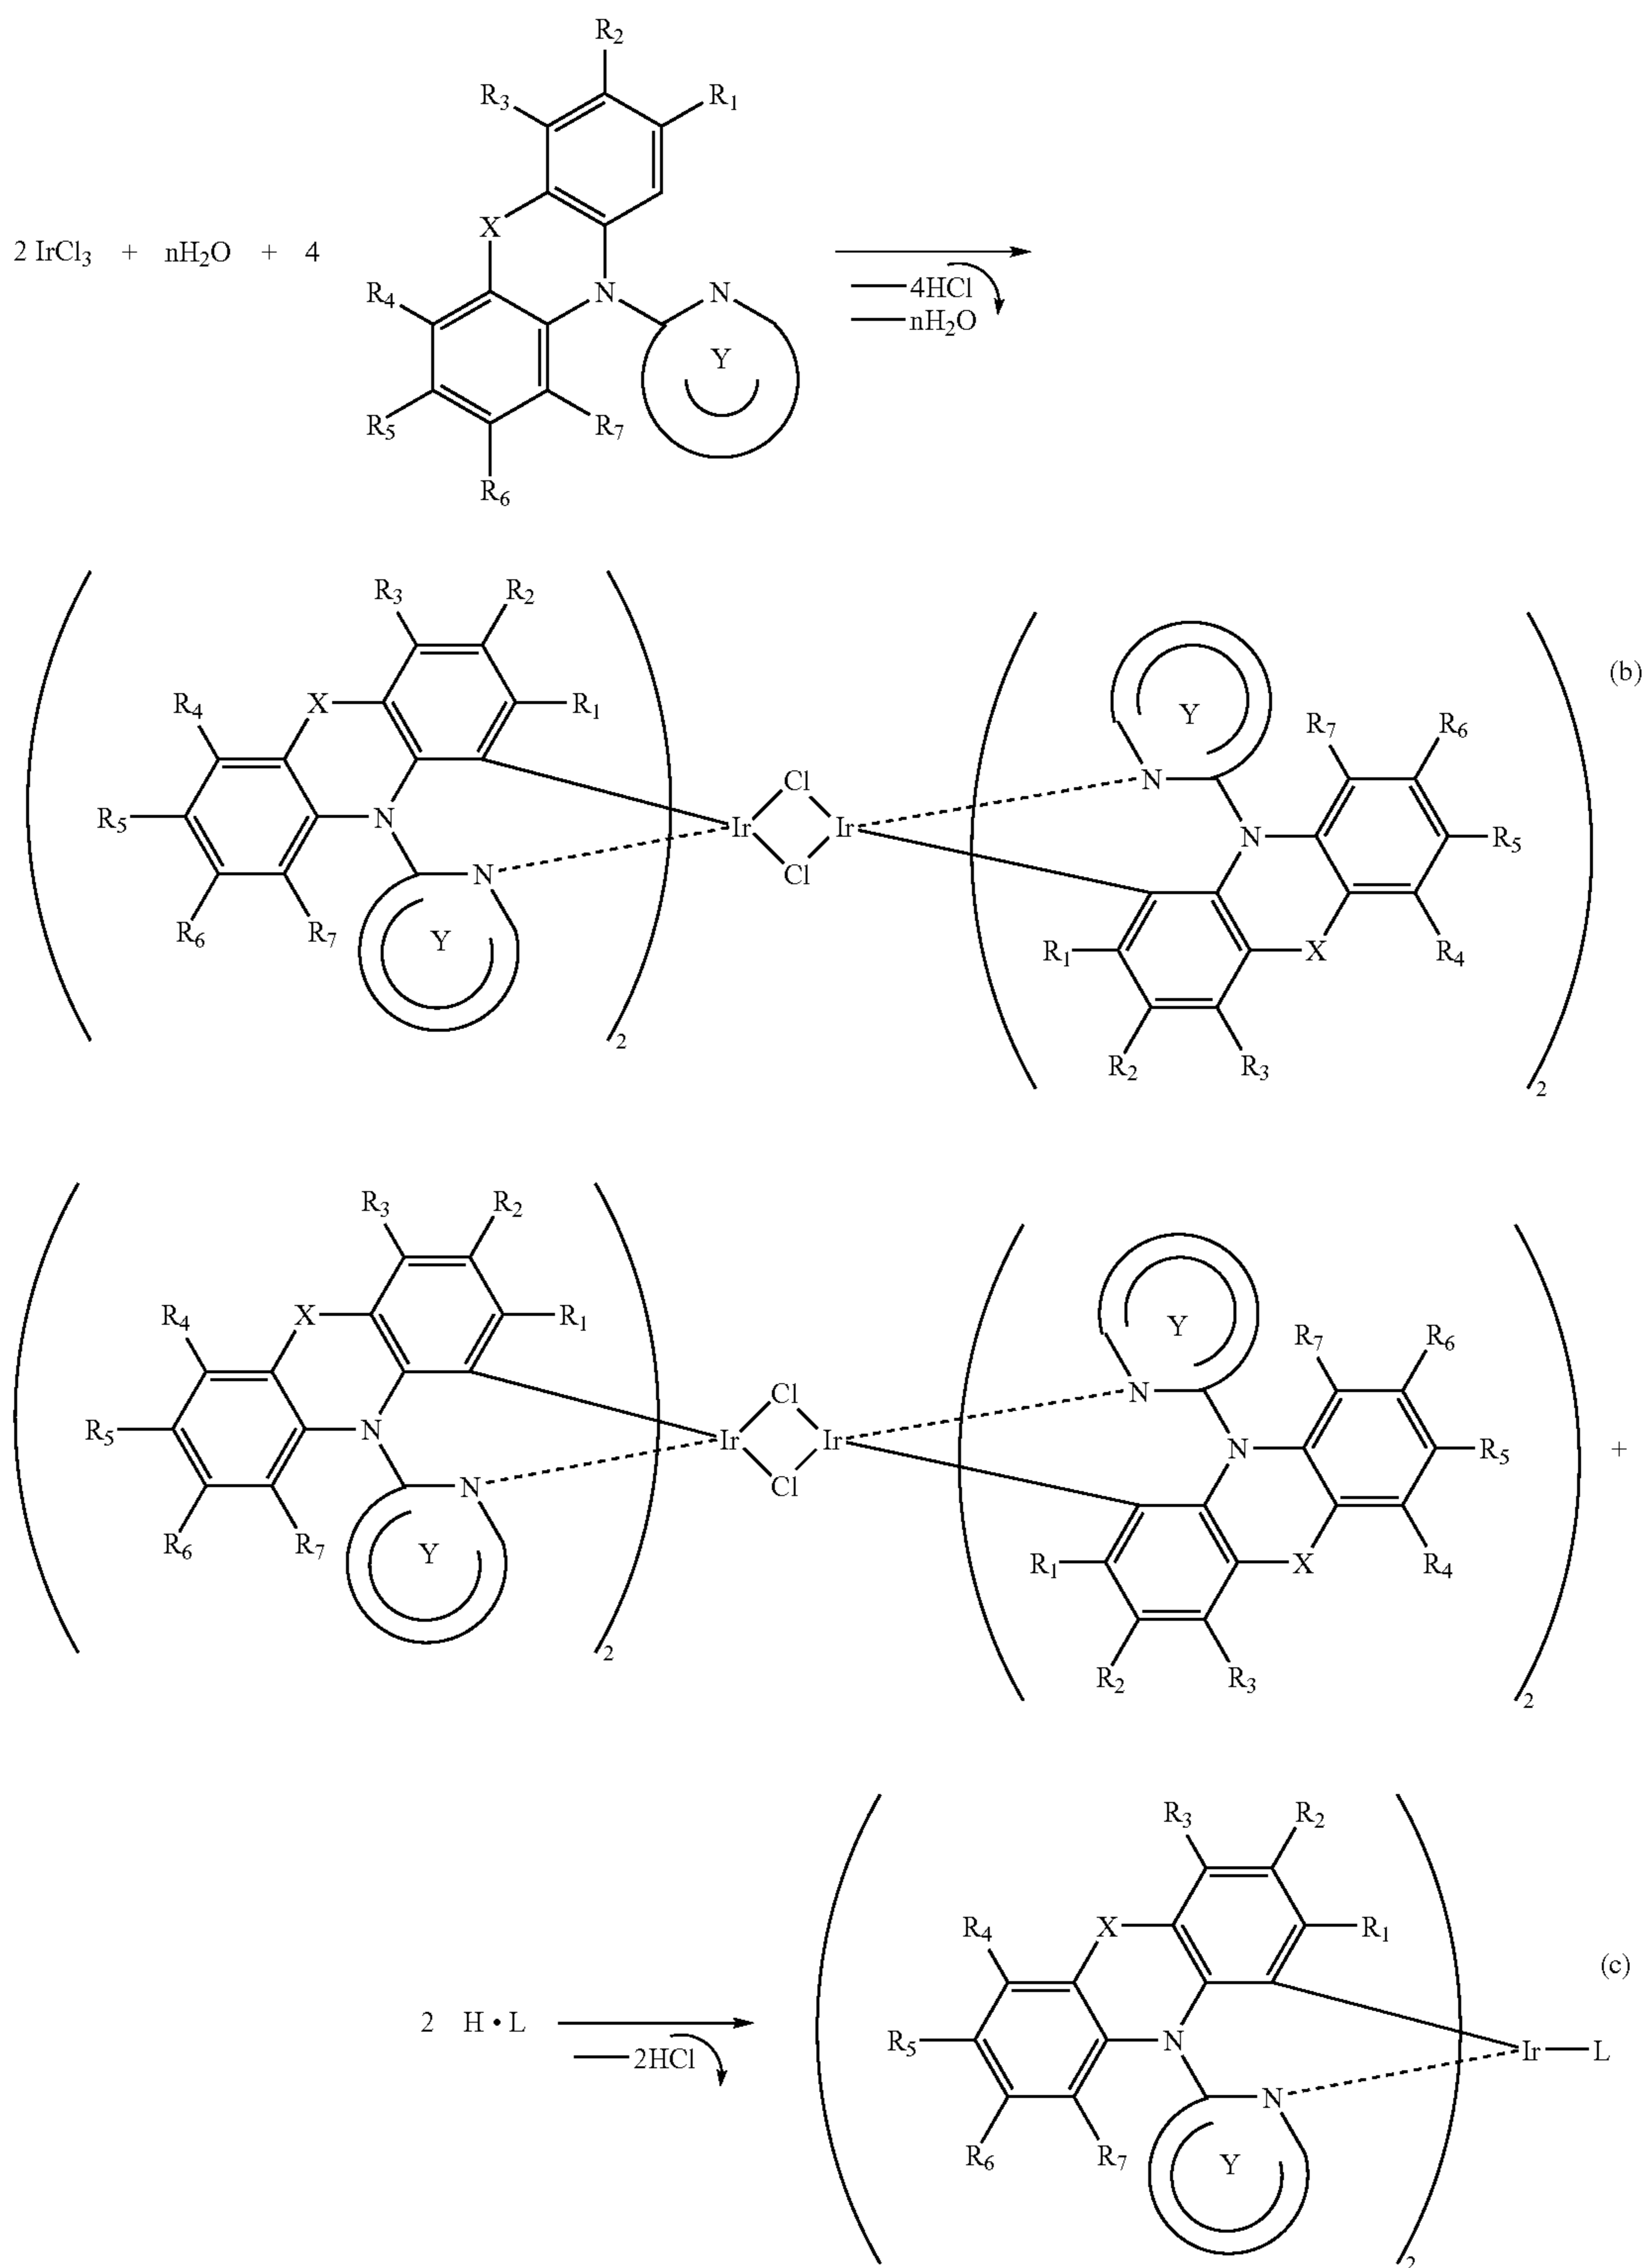 R₂
R₃ R₁
X
2 IrCl₃ + nH₂O + 4
R₄ N N
4HCl
nH₂O
Y
R₅ R₇
R₆
R₃ R₂
(b)
R₄ X R₁ Y R₇ R₆
Cl N
R₅ N Ir Ir N R₅
N Cl
R₆ R₇ Y R₁ X R₄
2 R₂ R₃ 2
R₃ R₂
R₄ X R₁ Y R₇ R₆
Cl N
R₅ N Ir Ir N R₅ +
N Cl
R₆ R₇ Y R₁ X R₄
2 R₂ R₃ 2
R₃ R₂
R₄ X R₁
(c)
2 H • L
2HCl
R₅ N Ir L
N
R₆ R₇ Y
2